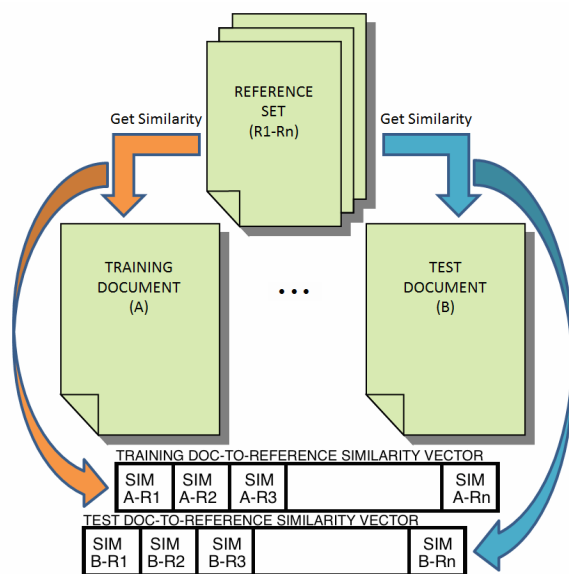 REFERENCE
SET
(R1-Rn)
Get Similarity
Get Similarity
TRAINING
DOCUMENT
(A)
...
TEST
DOCUMENT
(B)
TRAINING DOC-TO-REFERENCE SIMILARITY VECTOR
SIM SIM SIM SIM
A-R1 A-R2 A-R3 A-Rn
TEST DOC-TO-REFERENCE SIMILARITY VECTOR
SIM SIM SIM SIM
B-R1 B-R2 B-R3 B-Rn